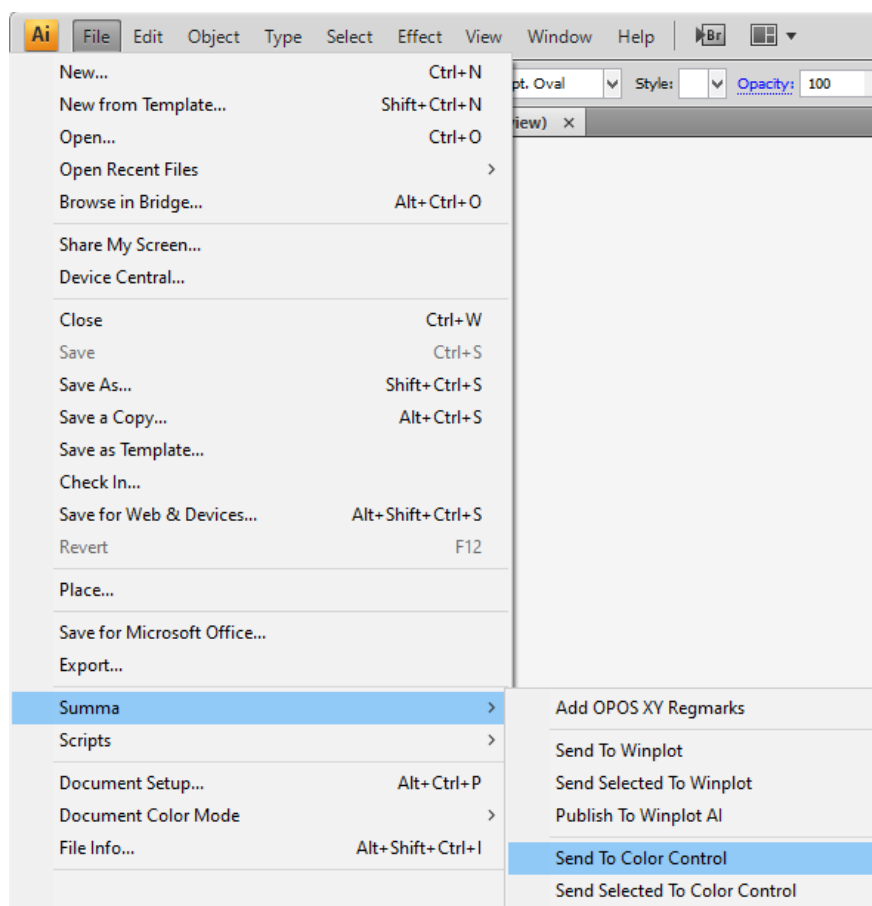 Ai File Edit Object Type Select Effect View Window Help Br
pt. Oval Style: Opacity: 100
iew) ×
New... Ctrl+N
New from Template... Shift+Ctrl+N
Open... Ctrl+O
Open Recent Files
Browse in Bridge... Alt+Ctrl+O
Share My Screen...
Device Central...
Close Ctrl+W
Save Ctrl+S
Save As... Shift+Ctrl+S
Save a Copy... Alt+Ctrl+S
Save as Template...
Check In...
Save for Web & Devices... Alt+Shift+Ctrl+S
Revert F12
Place...
Save for Microsoft Office...
Export...
Summa
Scripts
Document Setup... Alt+Ctrl+P
Document Color Mode
File Info... Alt+Shift+Ctrl+I
Add OPOS XY Regmarks
Send To Winplot
Send Selected To Winplot
Publish To Winplot AI
Send To Color Control
Send Selected To Color Control